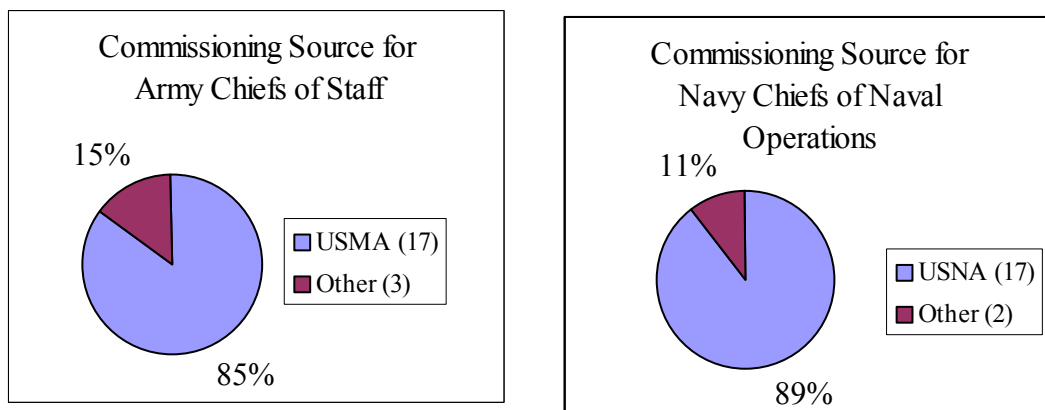 Commissioning Source for
Army Chiefs of Staff
15%
USMA (17)
Other (3)
85%
Commissioning Source for
Navy Chiefs of Naval
Operations
11%
USNA (17)
Other (2)
89%